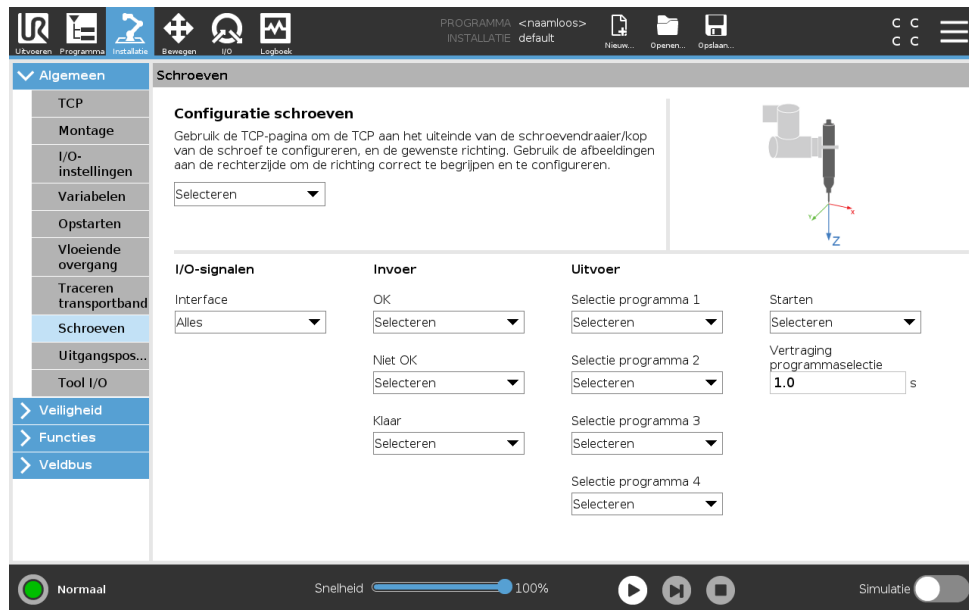 PROGRAMMA <naamloos>
INSTALLATIE default
UR
Uitvoeren Programma Installatie Bewegen I/O Logboek
Nieuw... Openen... Opslaan...
C C
C C
Algemeen
TCP
Montage
I/O-
instellingen
Variabelen
Opstarten
Vloeiende
overgang
Traceren
transportband
Schroeven
Uitgangspos...
Tool I/O
Veiligheid
Functies
Veldbus
Schroeven
Configuratie schroeven
Gebruik de TCP-pagina om de TCP aan het uiteinde van de schroevendraaier/kop
van de schroef te configureren, en de gewenste richting. Gebruik de afbeeldingen
aan de rechterzijde om de richting correct te begrijpen en te configureren.
Selecteren
Y X
Z
I/O-signalen
Interface
Alles
Invoer
OK
Selecteren
Niet OK
Selecteren
Klaar
Selecteren
Uitvoer
Selectie programma 1
Selecteren
Selectie programma 2
Selecteren
Selectie programma 3
Selecteren
Selectie programma 4
Selecteren
Starten
Selecteren
Vertraging
programmaselectie
1.0 s
Normaal
Snelheid 100%
Simulatie